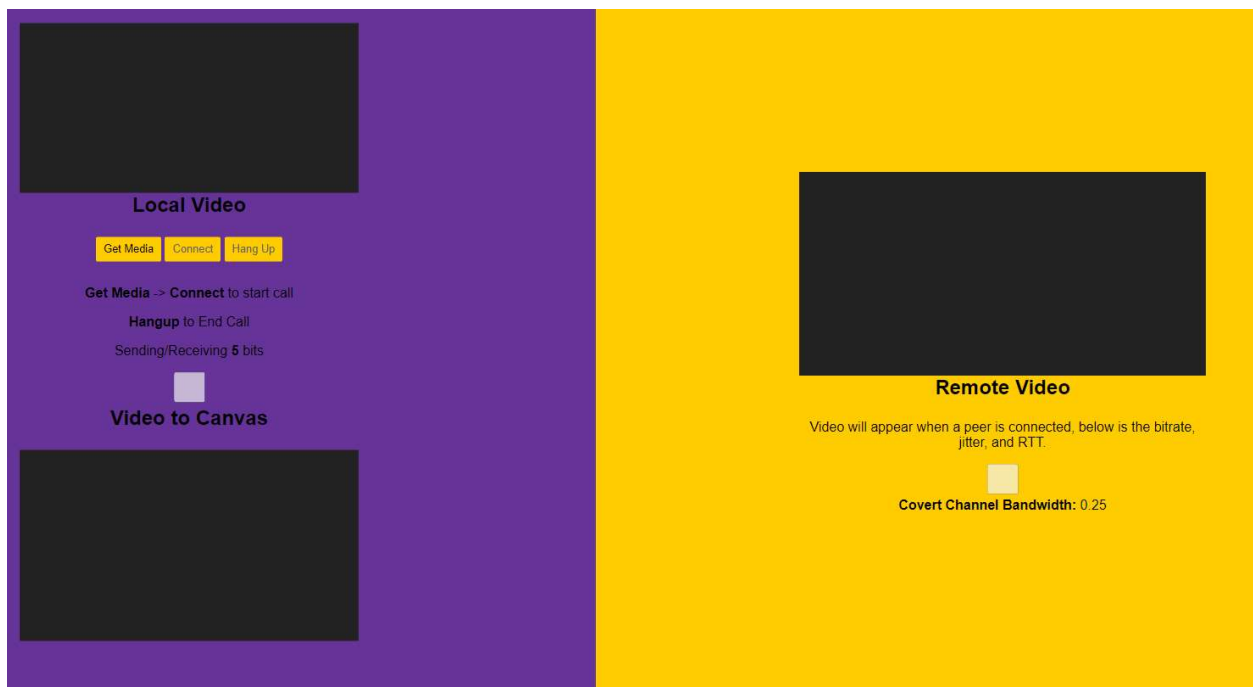 Local Video
Get Media Connect Hang Up
Get Media -> Connect to start call
Hangup to End Call
Sending/Receiving 5 bits
Video to Canvas
Remote Video
Video will appear when a peer is connected, below is the bitrate,
jitter, and RTT.
Covert Channel Bandwidth: 0.25